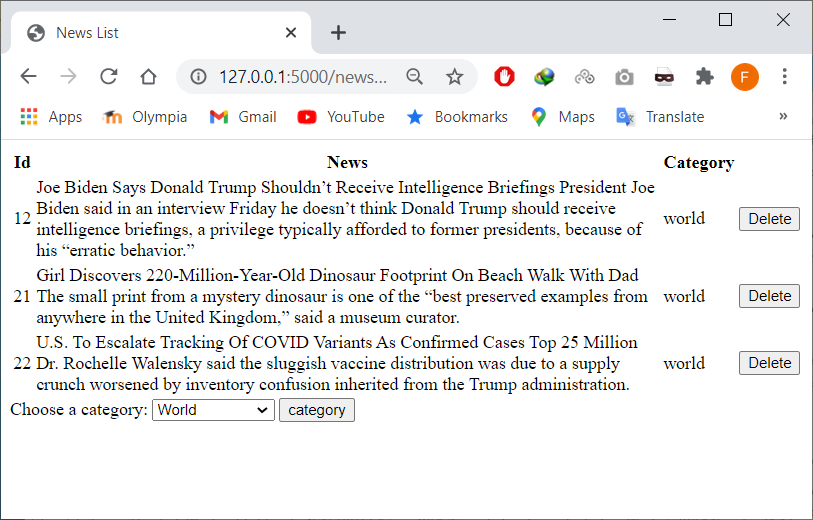 News List
127.0.0.1:5000/news...
F
Apps Olympia Gmail YouTube Bookmarks Maps Translate »
Id News Category
Joe Biden Says Donald Trump Shouldn’t Receive Intelligence Briefings President Joe
Biden said in an interview Friday he doesn’t think Donald Trump should receive
12 intelligence briefings, a privilege typically afforded to former presidents, because of world Delete
his “erratic behavior.”
Girl Discovers 220-Million-Year-Old Dinosaur Footprint On Beach Walk With Dad
21 The small print from a mystery dinosaur is one of the “best preserved examples from world Delete
anywhere in the United Kingdom,” said a museum curator.
U.S. To Escalate Tracking Of COVID Variants As Confirmed Cases Top 25 Million
22 Dr. Rochelle Walensky said the sluggish vaccine distribution was due to a supply world Delete
crunch worsened by inventory confusion inherited from the Trump administration.
Choose a category: World category